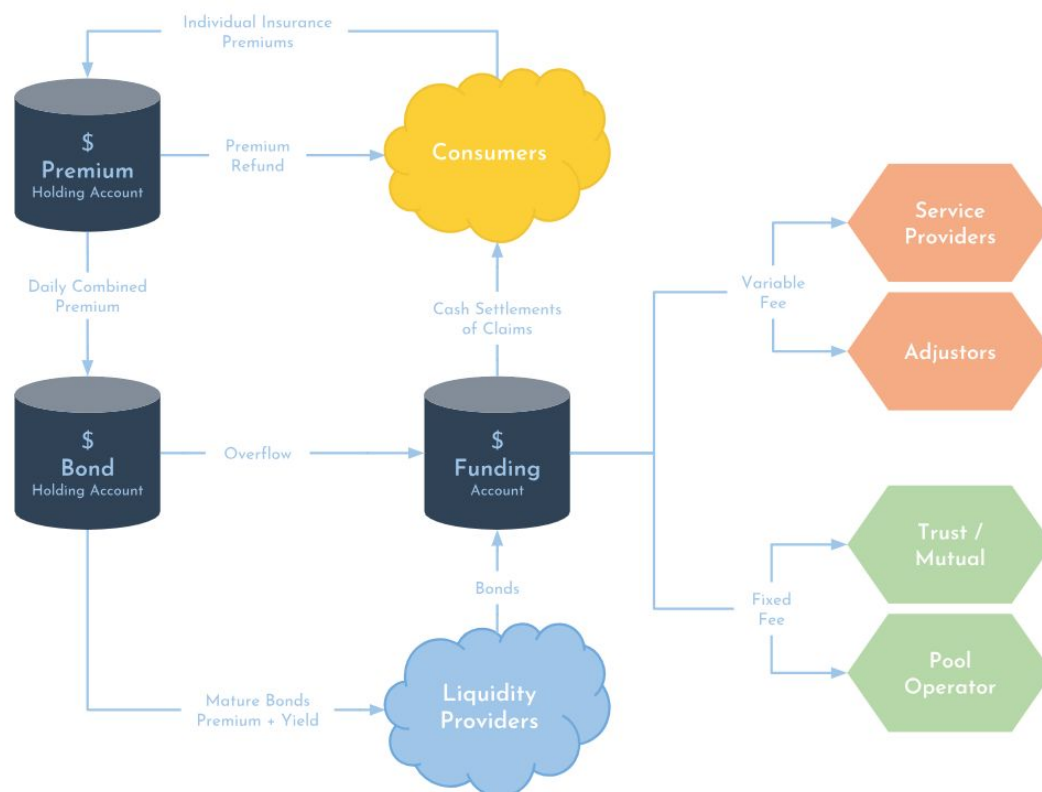 Individual Insurance
Premiums
$
Premium
Holding Account
Premium
Refund
Consumers
Daily Combined
Premium
Cash Settlements
of Claims
Variable
Fee
Service
Providers
Adjustors
$
Bond
Holding Account
Overflow
$
Funding
Account
Bonds
Fixed
Fee
Trust /
Mutual
Pool
Operator
Mature Bonds
Premium + Yield
Liquidity
Providers